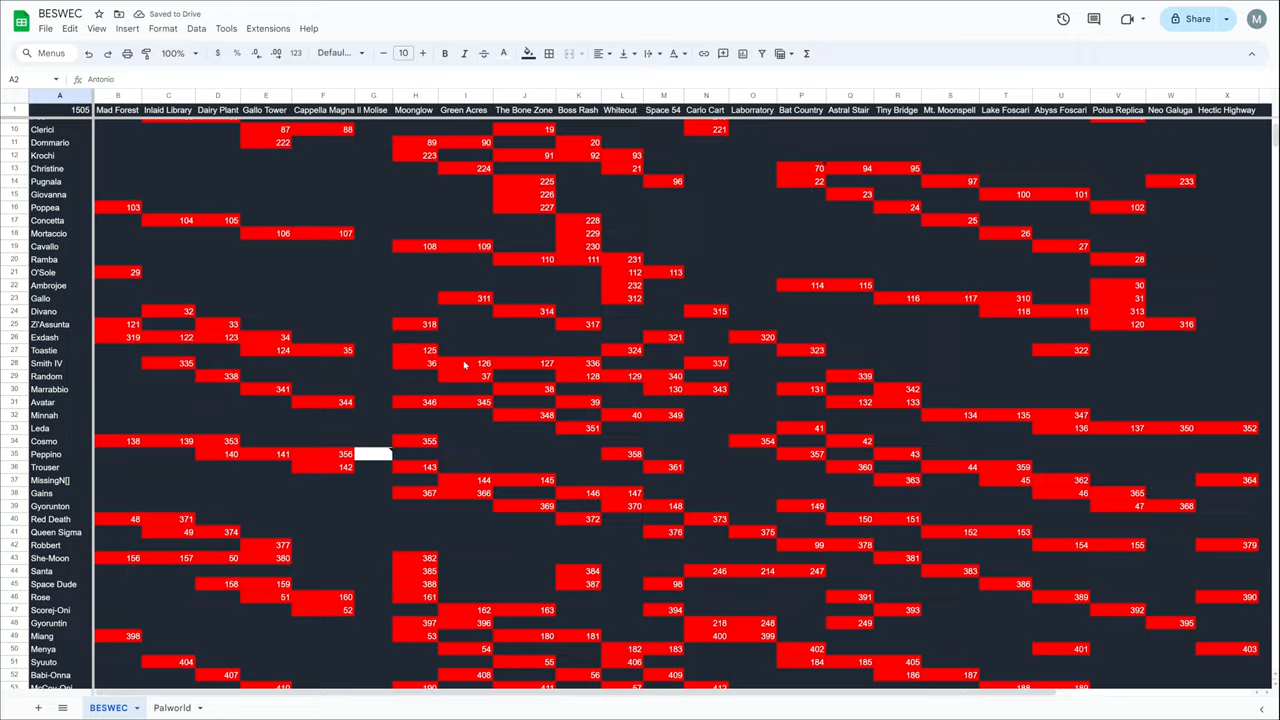 BESWEC Saved to Drive
File Edit View Insert Format Data Tools Extensions Help
Share M
Menus 100% $ % .0 .00 123 Defaul... 10 B I A
A2 Antonio
A B C D E F G H I J K L M N O P Q R S T U V W X
1 1505 Mad Forest Inlaid Library Dairy Plant Gallo Tower Cappella Magna Il Molise Moonglow Green Acres The Bone Zone Boss Rash Whiteout Space 54 Carlo Cart Laborratory Bat Country Astral Stair Tiny Bridge Mt. Moonspell Lake Foscari Abyss Foscari Polus Replica Neo Galuga Hectic Highway
10 Clerici 87 88 19 221
11 Dommario 222 89 90 20
12 Krochi 223 91 92 93
13 Christine 224 21 70 94 95
14 Pugnala 225 96 22 97 233
15 Giovanna 226 23 100 101
16 Poppea 103 227 24 102
17 Concetta 104 105 228 25
18 Mortaccio 106 107 229 26
19 Cavallo 108 109 230 27
20 Ramba 110 111 231 28
21 O'Sole 29 112 113
22 Ambrojoe 232 114 115 30
23 Gallo 311 312 116 117 310 31
24 Divano 32 314 315 118 119 313
25 Zi'Assunta 121 33 318 317 120 316
26 Exdash 319 122 123 34 321 320
27 Toastie 124 35 125 324 323 322
28 Smith IV 335 36 126 127 336 337
29 Random 338 37 128 129 340 339
30 Marrabbio 341 38 130 343 131 342
31 Avatar 344 346 345 39 132 133
32 Minnah 348 40 349 134 135 347
33 Leda 351 41 136 137 350 352
34 Cosmo 138 139 353 355 354 42
35 Peppino 140 141 356 358 357 43
36 Trouser 142 143 361 360 44 359
37 MissingN[] 144 145 363 45 362 364
38 Gains 367 366 146 147 46 365
39 Gyorunton 369 370 148 149 47 368
40 Red Death 48 371 372 373 150 151
41 Queen Sigma 49 374 376 375 152 153
42 Robbert 377 99 378 154 155 379
43 She-Moon 156 157 50 380 382 381
44 Santa 385 384 246 214 247 383
45 Space Dude 158 159 388 387 98 386
46 Rose 51 160 161 391 389 390
47 Scorej-Oni 52 162 163 394 393 392
48 Gyoruntin 397 396 218 248 249 395
49 Miang 398 53 180 181 400 399
50 Menya 54 182 183 402 401 403
51 Syuuto 404 55 406 184 185 405
52 Babi-Onna 407 408 56 409 186 187
53 McCoy-Oni 410 190 411 57 412 188 189
BESWEC Palworld